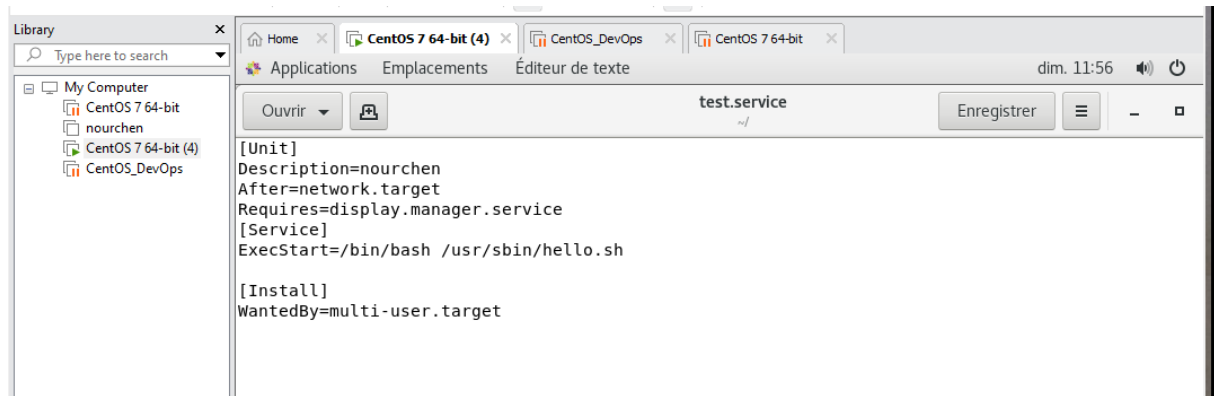 Library ×
Type here to search
My Computer
CentOS 7 64-bit
nourchen
CentOS 7 64-bit (4)
CentOS_DevOps
Home × CentOS 7 64-bit (4) × CentOS_DevOps × CentOS 7 64-bit ×
Applications Emplacements Éditeur de texte dim. 11:56
Ouvrir test.service Enregistrer
~/
[Unit]
Description=nourchen
After=network.target
Requires=display.manager.service
[Service]
ExecStart=/bin/bash /usr/sbin/hello.sh
[Install]
WantedBy=multi-user.target